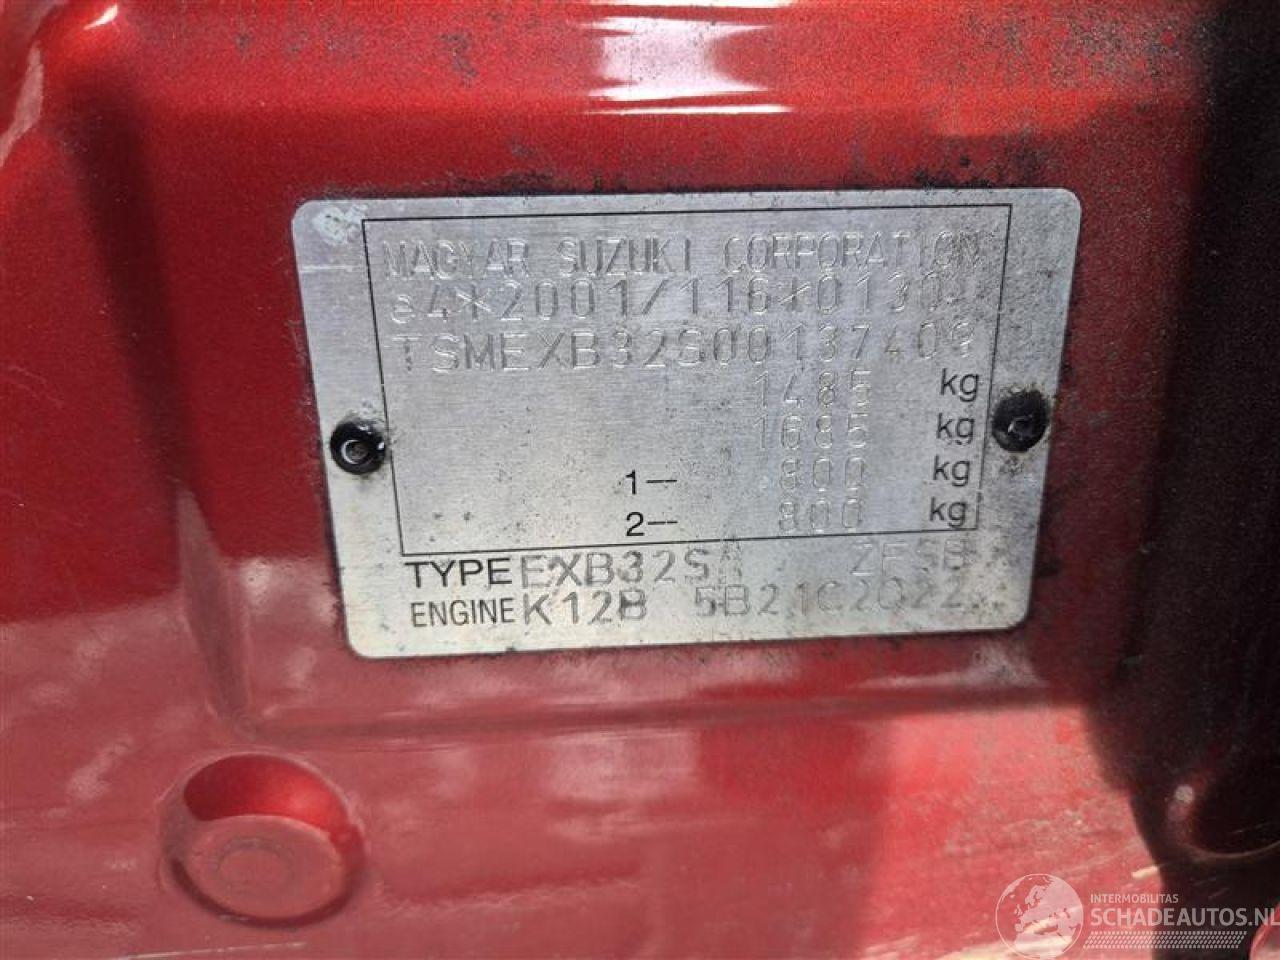 MAGYAR SUZUKI CORPORATION
e4*2001/116*0130
TSMEXB32S00137409
1485 kg
1685 kg
1-- 800 kg
2-- 800 kg
TYPE EXB32S
ENGINE K12B 5B21C2022
INTERMOBILITAS
SCHADEAUTOS.NL